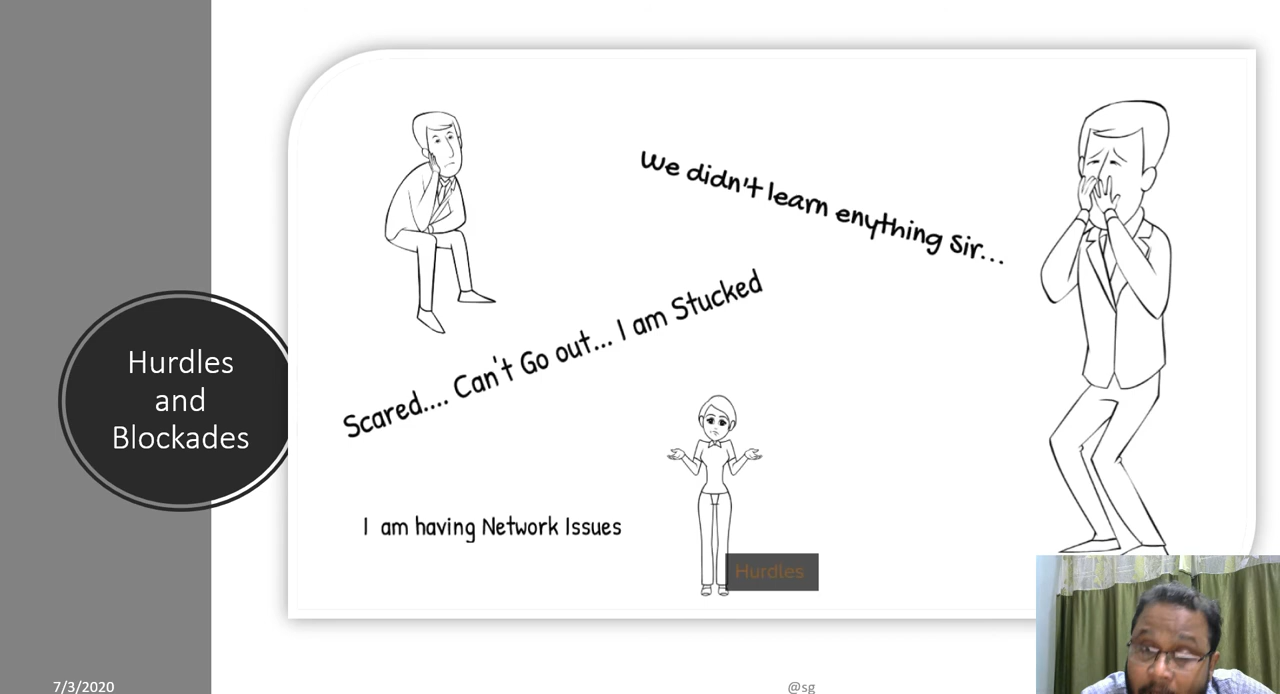 Hurdles
and
Blockades
We didn't learn enything Sir...
Scared.... Can't Go out... I am Stucked
I am having Network Issues
Hurdles
7/3/2020
@sg